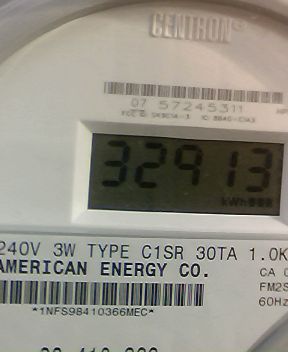 CENTRON®
07 57245311
32913
kWh
240V 3W TYPE C1SR 30TA 1.0K
AMERICAN ENERGY CO.
CA 0
FM2S
60Hz
*1NFS98410366MEC*